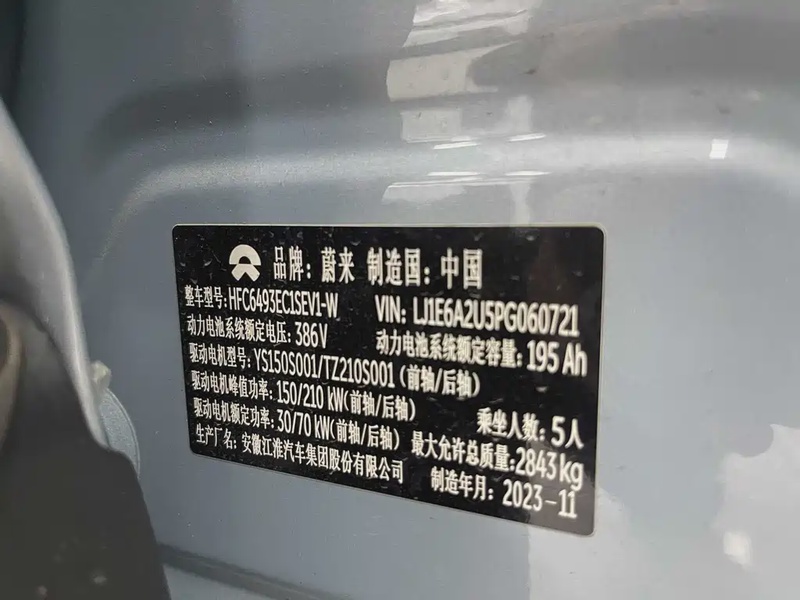 品牌：蔚来 制造国：中国
整车型号：HFC6493EC1SEV1-W VIN：LJ1E6A2U5PG060721
动力电池系统额定电压：386V 动力电池系统额定容量：195 Ah
驱动电机型号：YS150S001/TZ210S001（前轴/后轴）
驱动电机峰值功率：150/210 kW(前轴/后轴) 乘坐人数：5人
驱动电机额定功率：30/70 kW(前轴/后轴) 最大允许总质量：2843kg
生产厂名：安徽江淮汽车集团股份有限公司 制造年月：2023-11